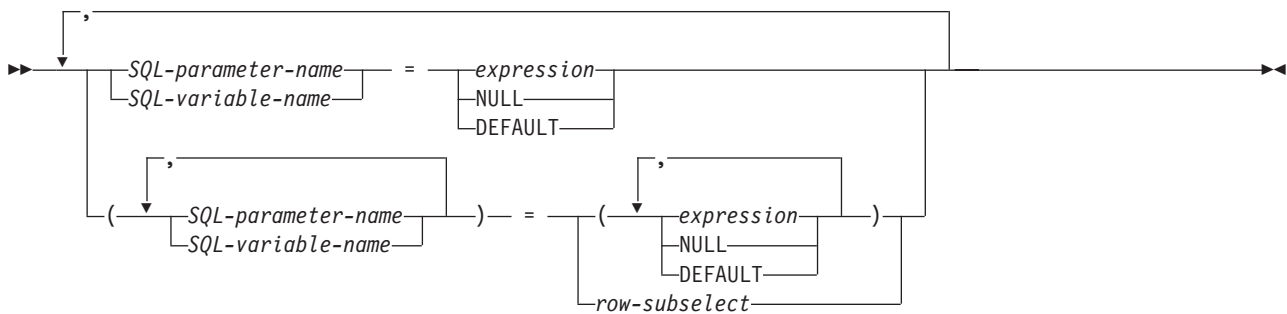 ,
SQL-parameter-name = expression
SQL-variable-name NULL
DEFAULT
, ,
( SQL-parameter-name ) = ( expression )
SQL-variable-name NULL
DEFAULT
row-subselect